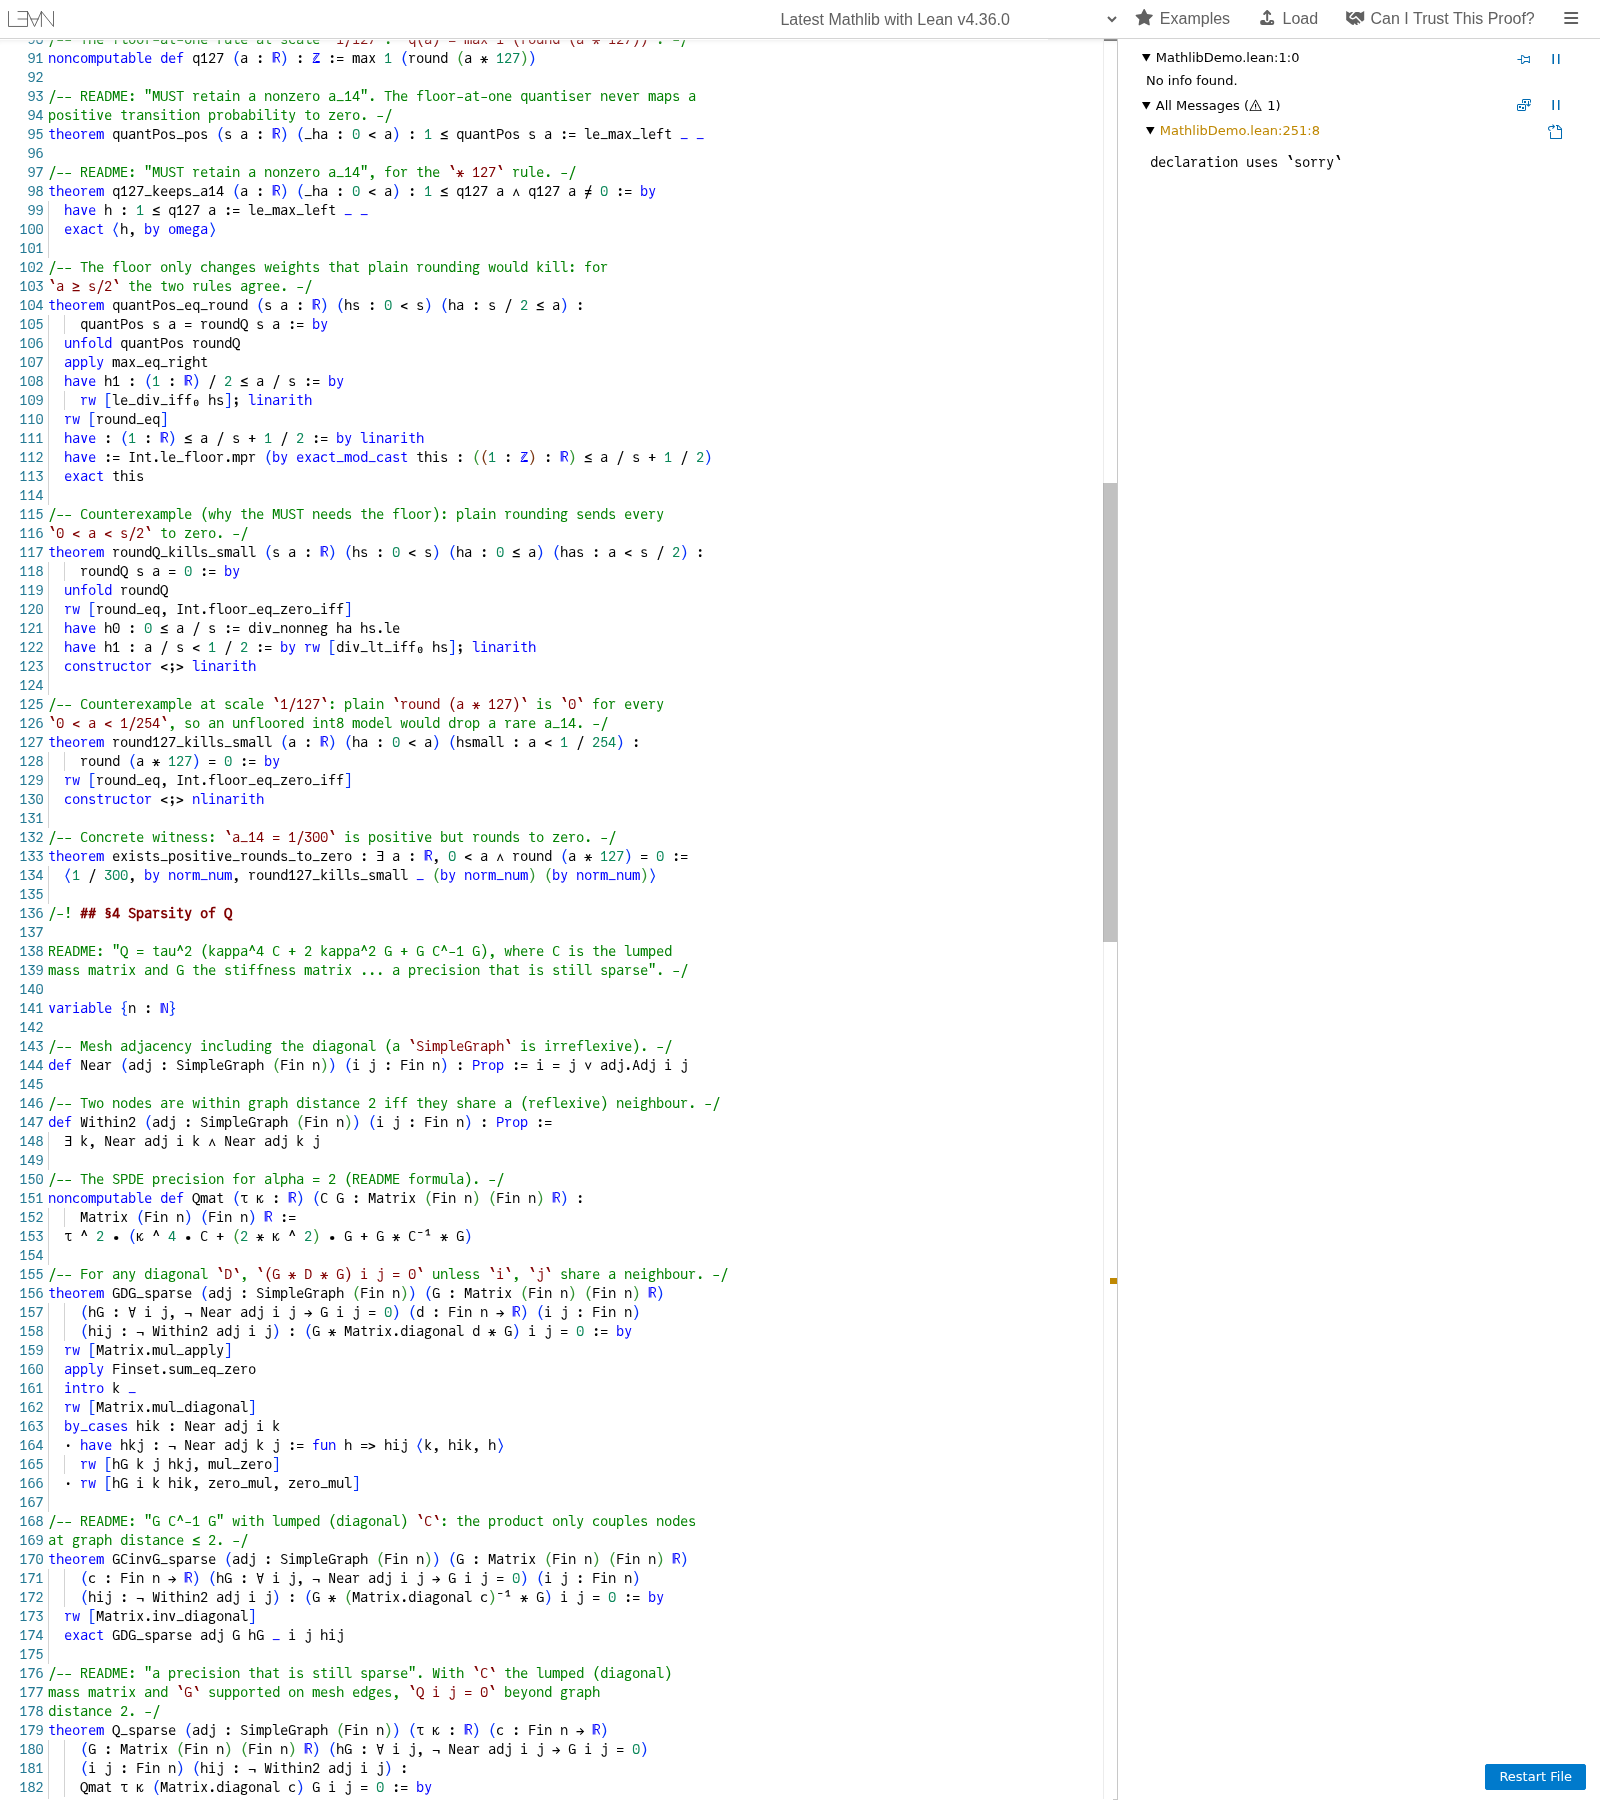 LEAN
Latest Mathlib with Lean v4.36.0
Examples
Load
Can I Trust This Proof?
90 /-- The floor-at-one rule at scale `1/127`: `q(a) = max 1 (round (a * 127))`. -/
91 noncomputable def q127 (a : ℝ) : ℤ := max 1 (round (a * 127))
92
93 /-- README: "MUST retain a nonzero a_14". The floor-at-one quantiser never maps a
94 positive transition probability to zero. -/
95 theorem quantPos_pos (s a : ℝ) (_ha : 0 < a) : 1 ≤ quantPos s a := le_max_left _ _
96
97 /-- README: "MUST retain a nonzero a_14", for the `* 127` rule. -/
98 theorem q127_keeps_a14 (a : ℝ) (_ha : 0 < a) : 1 ≤ q127 a ∧ q127 a ≠ 0 := by
99   have h : 1 ≤ q127 a := le_max_left _ _
100   exact ⟨h, by omega⟩
101
102 /-- The floor only changes weights that plain rounding would kill: for
103 `a ≥ s/2` the two rules agree. -/
104 theorem quantPos_eq_round (s a : ℝ) (hs : 0 < s) (ha : s / 2 ≤ a) :
105     quantPos s a = roundQ s a := by
106   unfold quantPos roundQ
107   apply max_eq_right
108   have h1 : (1 : ℝ) / 2 ≤ a / s := by
109     rw [le_div_iff₀ hs]; linarith
110   rw [round_eq]
111   have : (1 : ℝ) ≤ a / s + 1 / 2 := by linarith
112   have := Int.le_floor.mpr (by exact_mod_cast this : ((1 : ℤ) : ℝ) ≤ a / s + 1 / 2)
113   exact this
114
115 /-- Counterexample (why the MUST needs the floor): plain rounding sends every
116 `0 < a < s/2` to zero. -/
117 theorem roundQ_kills_small (s a : ℝ) (hs : 0 < s) (ha : 0 ≤ a) (has : a < s / 2) :
118     roundQ s a = 0 := by
119   unfold roundQ
120   rw [round_eq, Int.floor_eq_zero_iff]
121   have h0 : 0 ≤ a / s := div_nonneg ha hs.le
122   have h1 : a / s < 1 / 2 := by rw [div_lt_iff₀ hs]; linarith
123   constructor <;> linarith
124
125 /-- Counterexample at scale `1/127`: plain `round (a * 127)` is `0` for every
126 `0 < a < 1/254`, so an unfloored int8 model would drop a rare a_14. -/
127 theorem round127_kills_small (a : ℝ) (ha : 0 < a) (hsmall : a < 1 / 254) :
128     round (a * 127) = 0 := by
129   rw [round_eq, Int.floor_eq_zero_iff]
130   constructor <;> nlinarith
131
132 /-- Concrete witness: `a_14 = 1/300` is positive but rounds to zero. -/
133 theorem exists_positive_rounds_to_zero : ∃ a : ℝ, 0 < a ∧ round (a * 127) = 0 :=
134   ⟨1 / 300, by norm_num, round127_kills_small _ (by norm_num) (by norm_num)⟩
135
136 /-! ## §4 Sparsity of Q
137
138 README: "Q = tau^2 (kappa^4 C + 2 kappa^2 G + G C^-1 G), where C is the lumped
139 mass matrix and G the stiffness matrix ... a precision that is still sparse". -/
140
141 variable {n : ℕ}
142
143 /-- Mesh adjacency including the diagonal (a `SimpleGraph` is irreflexive). -/
144 def Near (adj : SimpleGraph (Fin n)) (i j : Fin n) : Prop := i = j ∨ adj.Adj i j
145
146 /-- Two nodes are within graph distance 2 iff they share a (reflexive) neighbour. -/
147 def Within2 (adj : SimpleGraph (Fin n)) (i j : Fin n) : Prop :=
148   ∃ k, Near adj i k ∧ Near adj k j
149
150 /-- The SPDE precision for alpha = 2 (README formula). -/
151 noncomputable def Qmat (τ κ : ℝ) (C G : Matrix (Fin n) (Fin n) ℝ) :
152     Matrix (Fin n) (Fin n) ℝ :=
153   τ ^ 2 • (κ ^ 4 • C + (2 * κ ^ 2) • G + G * C⁻¹ * G)
154
155 /-- For any diagonal `D`, `(G * D * G) i j = 0` unless `i`, `j` share a neighbour. -/
156 theorem GDG_sparse (adj : SimpleGraph (Fin n)) (G : Matrix (Fin n) (Fin n) ℝ)
157     (hG : ∀ i j, ¬ Near adj i j → G i j = 0) (d : Fin n → ℝ) (i j : Fin n)
158     (hij : ¬ Within2 adj i j) : (G * Matrix.diagonal d * G) i j = 0 := by
159   rw [Matrix.mul_apply]
160   apply Finset.sum_eq_zero
161   intro k _
162   rw [Matrix.mul_diagonal]
163   by_cases hik : Near adj i k
164   · have hkj : ¬ Near adj k j := fun h => hij ⟨k, hik, h⟩
165     rw [hG k j hkj, mul_zero]
166   · rw [hG i k hik, zero_mul, zero_mul]
167
168 /-- README: "G C^-1 G" with lumped (diagonal) `C`: the product only couples nodes
169 at graph distance ≤ 2. -/
170 theorem GCinvG_sparse (adj : SimpleGraph (Fin n)) (G : Matrix (Fin n) (Fin n) ℝ)
171     (c : Fin n → ℝ) (hG : ∀ i j, ¬ Near adj i j → G i j = 0) (i j : Fin n)
172     (hij : ¬ Within2 adj i j) : (G * (Matrix.diagonal c)⁻¹ * G) i j = 0 := by
173   rw [Matrix.inv_diagonal]
174   exact GDG_sparse adj G hG _ i j hij
175
176 /-- README: "a precision that is still sparse". With `C` the lumped (diagonal)
177 mass matrix and `G` supported on mesh edges, `Q i j = 0` beyond graph
178 distance 2. -/
179 theorem Q_sparse (adj : SimpleGraph (Fin n)) (τ κ : ℝ) (c : Fin n → ℝ)
180     (G : Matrix (Fin n) (Fin n) ℝ) (hG : ∀ i j, ¬ Near adj i j → G i j = 0)
181     (i j : Fin n) (hij : ¬ Within2 adj i j) :
182     Qmat τ κ (Matrix.diagonal c) G i j = 0 := by
MathlibDemo.lean:1:0
No info found.
All Messages (⚠ 1)
MathlibDemo.lean:251:8
declaration uses `sorry`
Restart File